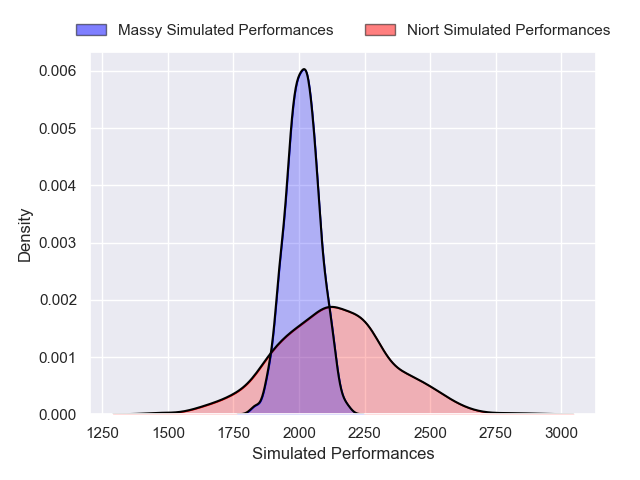 Massy Simulated Performances Niort Simulated Performances
0.006
0.005
0.004
0.003
0.002
0.001
0.000
Density
1250 1500 1750 2000 2250 2500 2750 3000
Simulated Performances